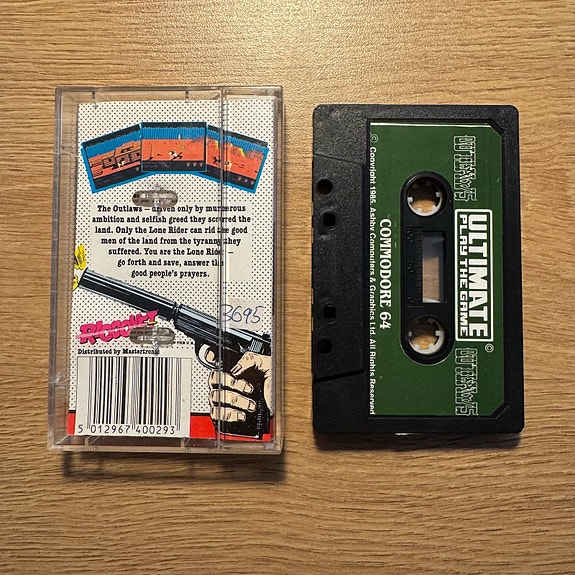 The Outlaws — driven only by murderous
ambition and selfish greed they scoured the
land. Only the Lone Rider can rid the good
men of the land from the tyranny they
suffered. You are the Lone Rider —
go forth and save, answer the
good people's prayers.
3695
RICOCHET
Distributed by Mastertronic
5 012967 400293
OUTLAWS
ULTIMATE
PLAY THE GAME
©
OUTLAWS
COMMODORE 64
© Copyright 1985. Ashby Computers & Graphics Ltd. All Rights Reserved